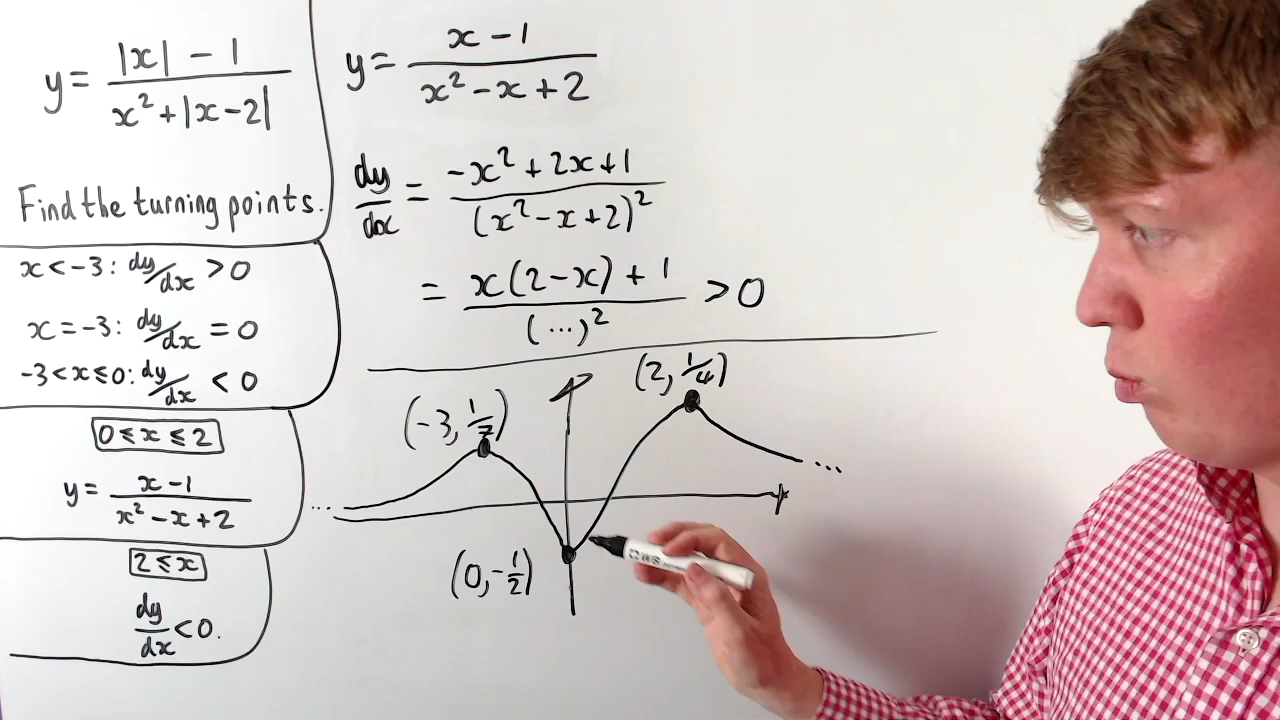 y = (|x| - 1)/(x² + |x-2|)
Find the turning points.
x < -3 : dy/dx > 0
x = -3 : dy/dx = 0
-3 < x ≤ 0 : dy/dx < 0
0 ≤ x ≤ 2
y = (x-1)/(x² - x + 2)
2 ≤ x
dy/dx < 0.
y = (x - 1)/(x² - x + 2)
dy/dx = (-x² + 2x + 1)/(x² - x + 2)²
= (x(2-x) + 1)/(...)² > 0
(-3, 1/7)
(2, 1/4)
... ...
(0, -1/2)